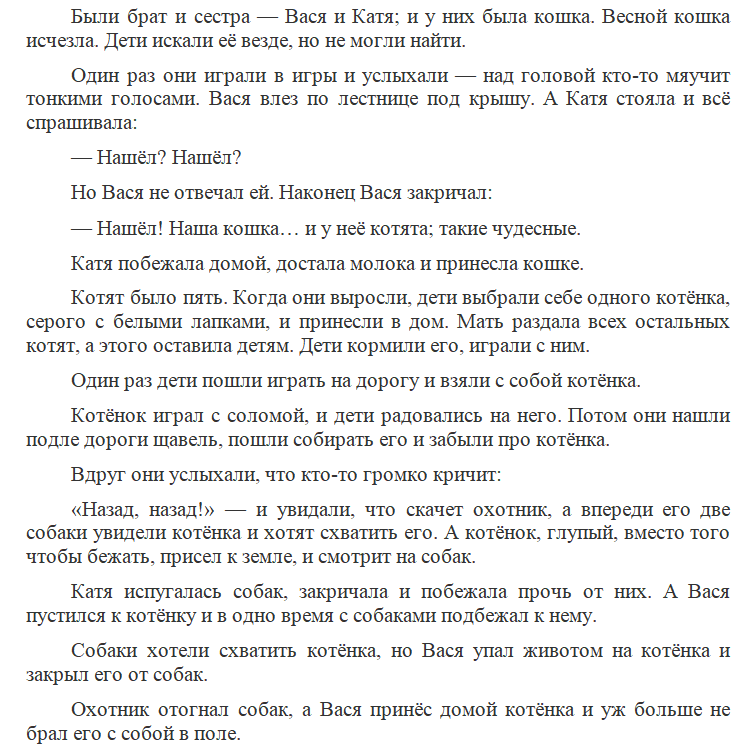 Были брат и сестра — Вася и Катя; и у них была кошка. Весной кошка
исчезла. Дети искали её везде, но не могли найти.
Один раз они играли в игры и услыхали — над головой кто-то мяучит
тонкими голосами. Вася влез по лестнице под крышу. А Катя стояла и всё
спрашивала:
— Нашёл? Нашёл?
Но Вася не отвечал ей. Наконец Вася закричал:
— Нашёл! Наша кошка… и у неё котята; такие чудесные.
Катя побежала домой, достала молока и принесла кошке.
Котят было пять. Когда они выросли, дети выбрали себе одного котёнка,
серого с белыми лапками, и принесли в дом. Мать раздала всех остальных
котят, а этого оставила детям. Дети кормили его, играли с ним.
Один раз дети пошли играть на дорогу и взяли с собой котёнка.
Котёнок играл с соломой, и дети радовались на него. Потом они нашли
подле дороги щавель, пошли собирать его и забыли про котёнка.
Вдруг они услыхали, что кто-то громко кричит:
«Назад, назад!» — и увидали, что скачет охотник, а впереди его две
собаки увидели котёнка и хотят схватить его. А котёнок, глупый, вместо того
чтобы бежать, присел к земле, и смотрит на собак.
Катя испугалась собак, закричала и побежала прочь от них. А Вася
пустился к котёнку и в одно время с собаками подбежал к нему.
Собаки хотели схватить котёнка, но Вася упал животом на котёнка и
закрыл его от собак.
Охотник отогнал собак, а Вася принёс домой котёнка и уж больше не
брал его с собой в поле.